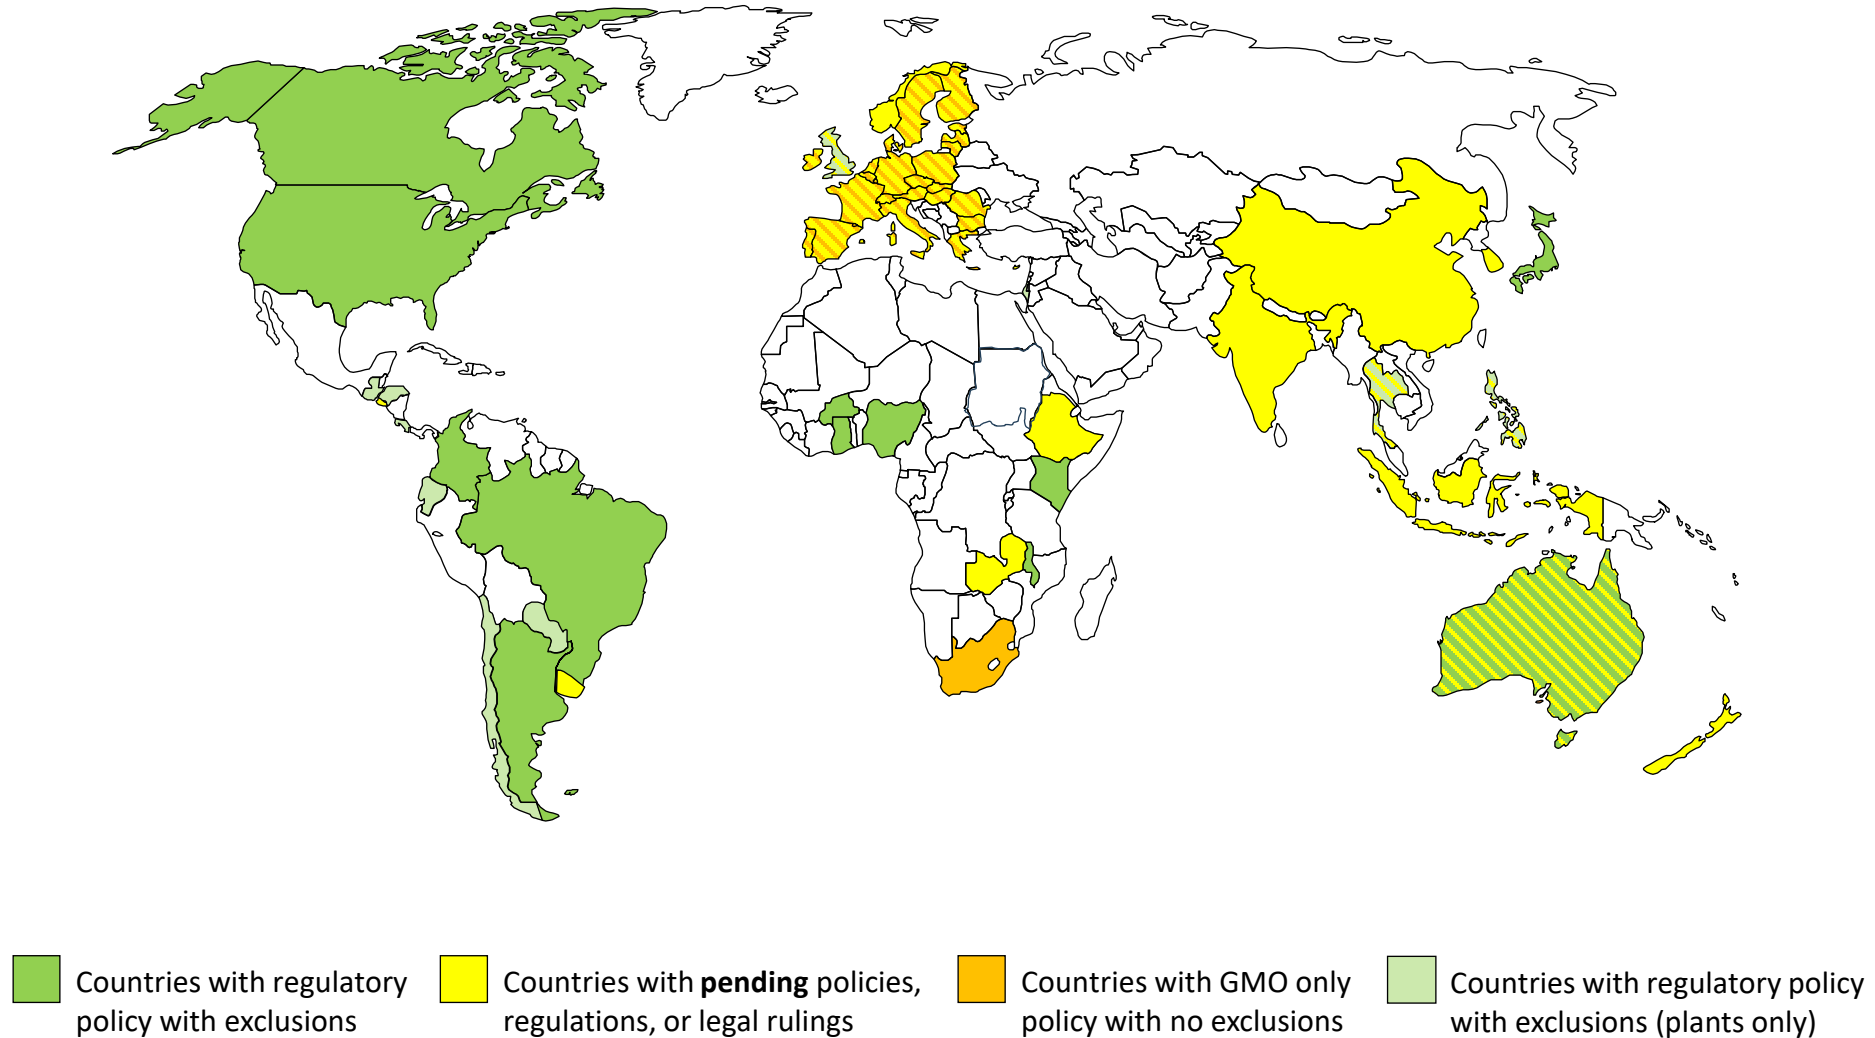 Countries with regulatory
policy with exclusions
Countries with pending policies,
regulations, or legal rulings
Countries with GMO only
policy with no exclusions
Countries with regulatory policy
with exclusions (plants only)